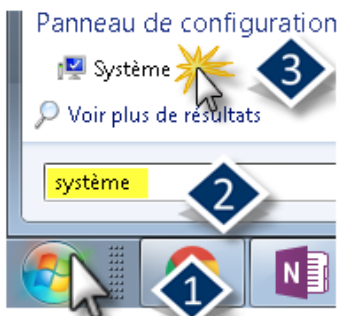 Panneau de configuration
Système
3
Voir plus de résultats
système
2
1
N